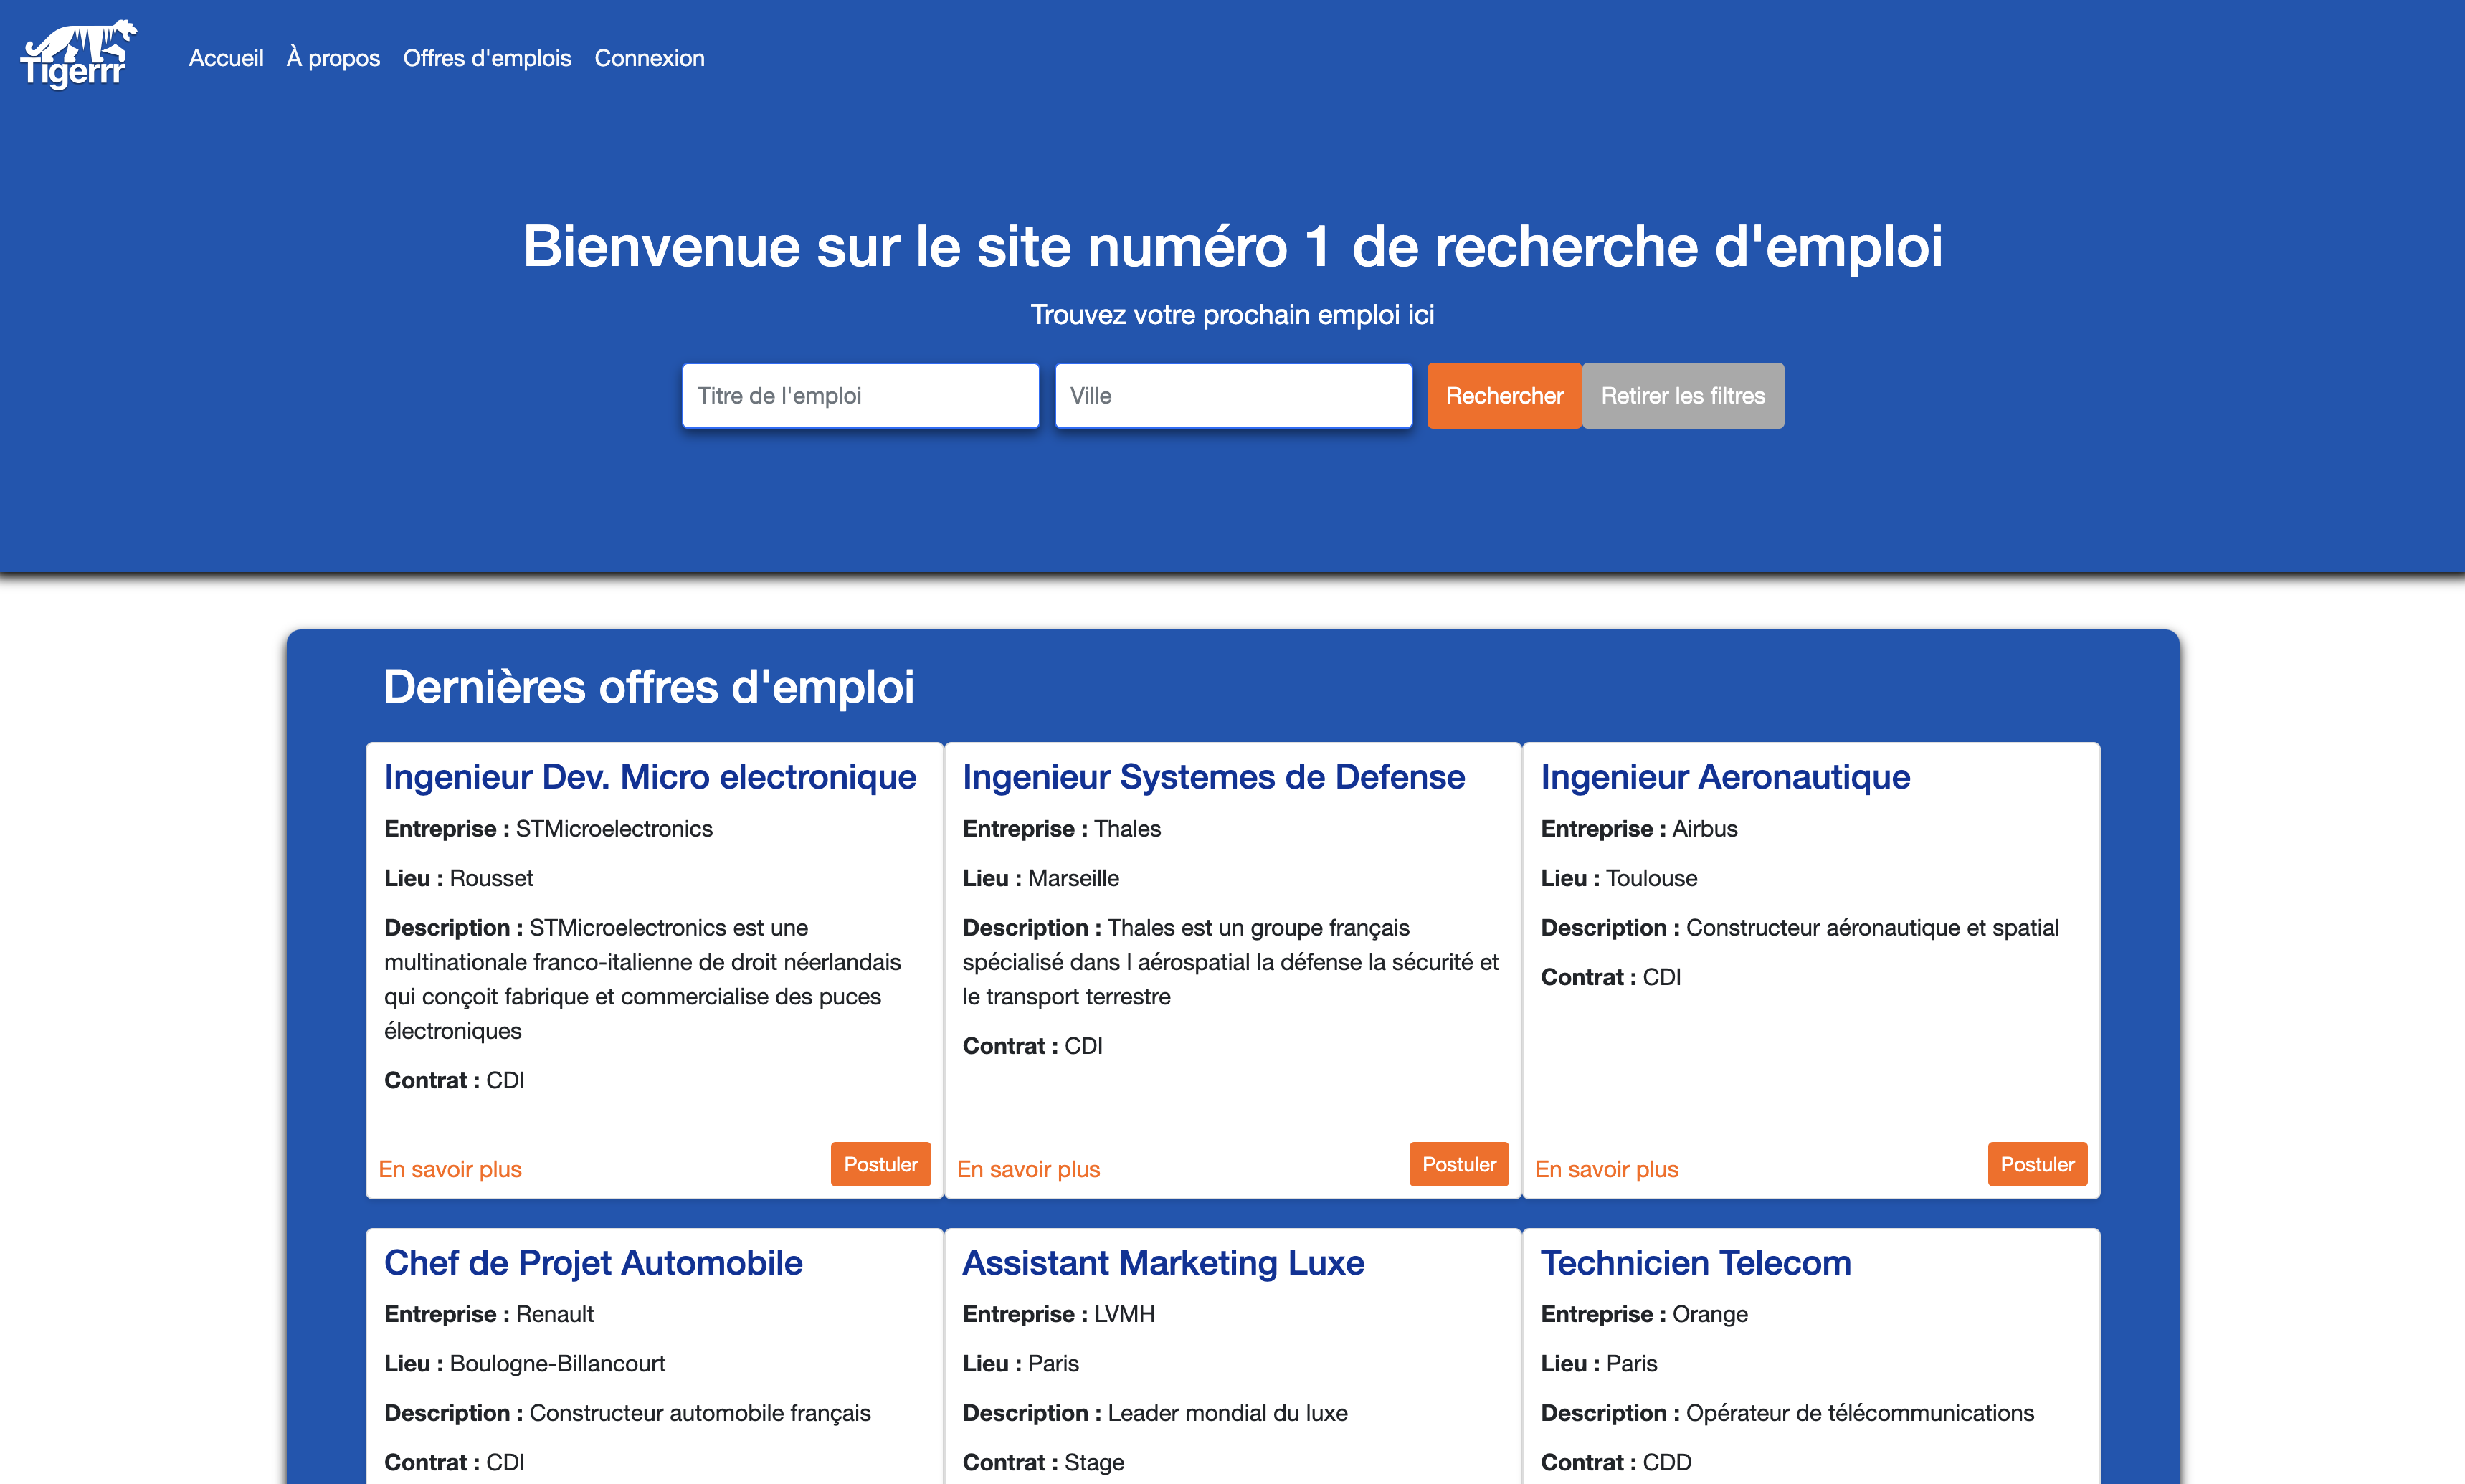 Tigerrr
Accueil À propos Offres d'emplois Connexion
Bienvenue sur le site numéro 1 de recherche d'emploi
Trouvez votre prochain emploi ici
Titre de l'emploi Ville Rechercher Retirer les filtres
Dernières offres d'emploi
Ingenieur Dev. Micro electronique
Entreprise : STMicroelectronics
Lieu : Rousset
Description : STMicroelectronics est une
multinationale franco-italienne de droit néerlandais
qui conçoit fabrique et commercialise des puces
électroniques
Contrat : CDI
En savoir plus Postuler
Ingenieur Systemes de Defense
Entreprise : Thales
Lieu : Marseille
Description : Thales est un groupe français
spécialisé dans l aérospatial la défense la sécurité et
le transport terrestre
Contrat : CDI
En savoir plus Postuler
Ingenieur Aeronautique
Entreprise : Airbus
Lieu : Toulouse
Description : Constructeur aéronautique et spatial
Contrat : CDI
En savoir plus Postuler
Chef de Projet Automobile
Entreprise : Renault
Lieu : Boulogne-Billancourt
Description : Constructeur automobile français
Contrat : CDI
Assistant Marketing Luxe
Entreprise : LVMH
Lieu : Paris
Description : Leader mondial du luxe
Contrat : Stage
Technicien Telecom
Entreprise : Orange
Lieu : Paris
Description : Opérateur de télécommunications
Contrat : CDD